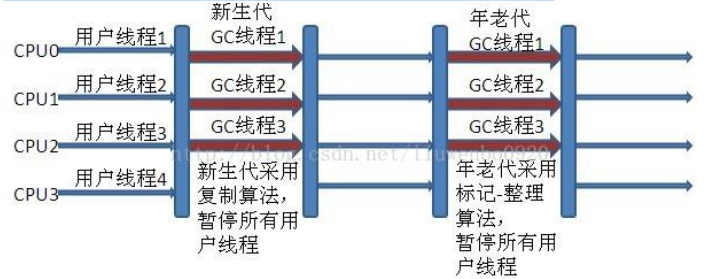 新生代
年老代
CPU0
用户线程1
GC线程1
GC线程1
CPU1
用户线程2
GC线程2
GC线程2
CPU2
用户线程3
GC线程3
GC线程3
http://blog.csdn.net/liuwenbo0920
CPU3
用户线程4
新生代采用
复制算法,
暂停所有用
户线程
年老代采用
标记-整理
算法,
暂停所有用
户线程